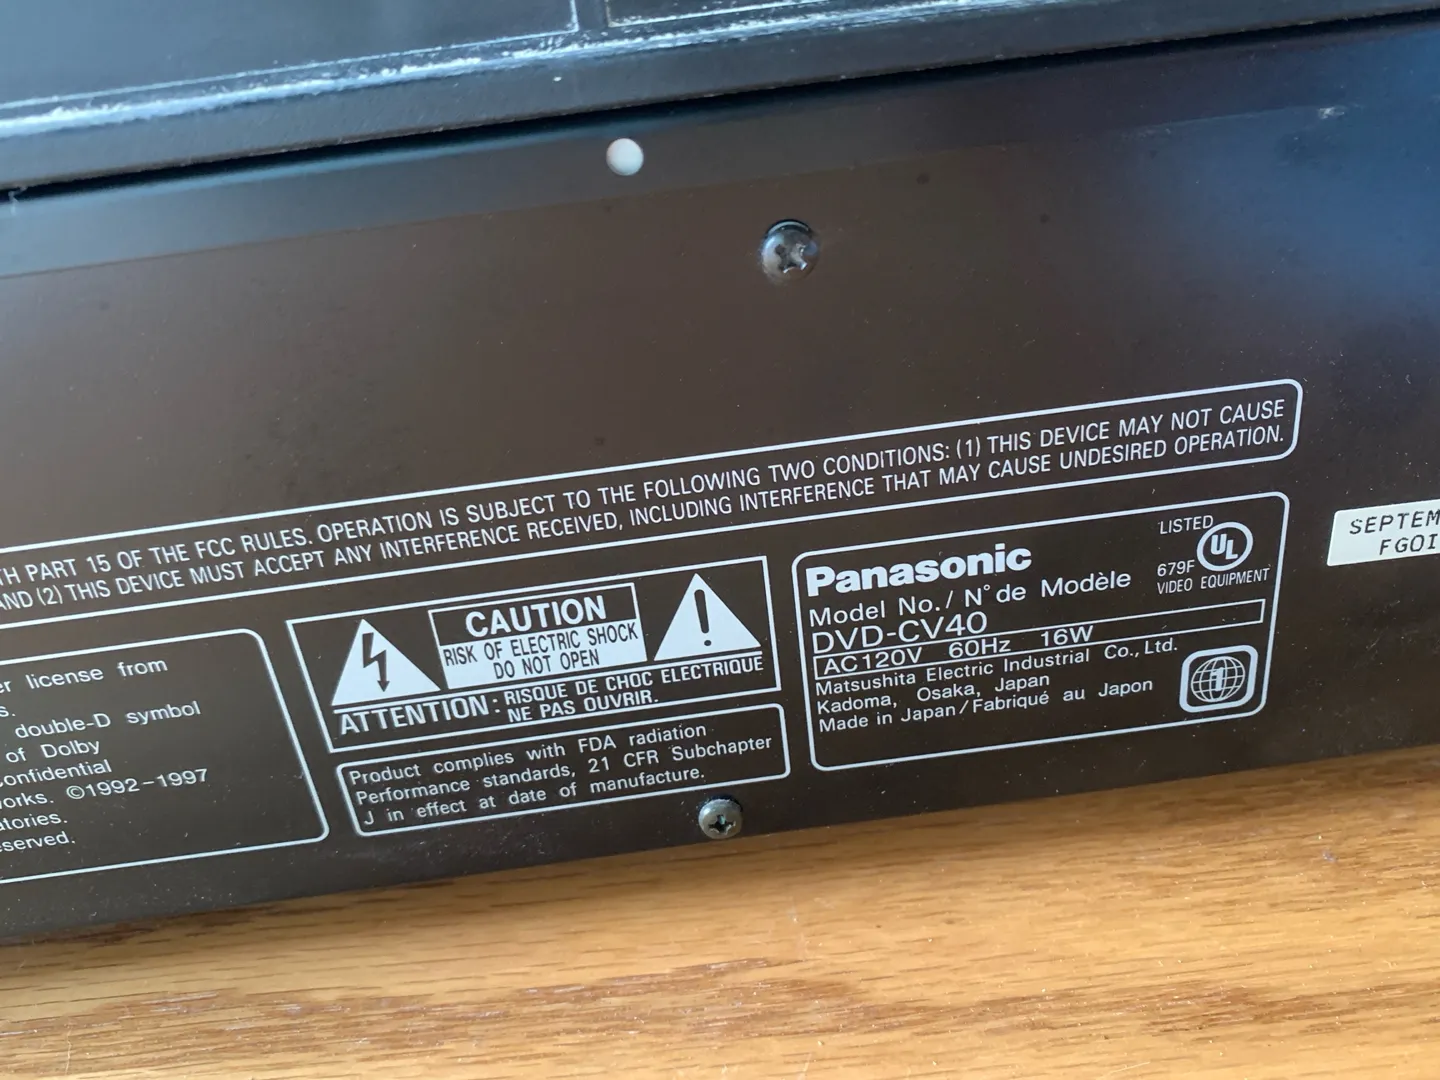 PART 15 OF THE FCC RULES. OPERATION IS SUBJECT TO THE FOLLOWING TWO CONDITIONS: (1) THIS DEVICE MAY NOT CAUSE
AND (2) THIS DEVICE MUST ACCEPT ANY INTERFERENCE RECEIVED, INCLUDING INTERFERENCE THAT MAY CAUSE UNDESIRED OPERATION.
license from
double-D symbol
of Dolby
onfidential
orks. ©1992-1997
atories.
eserved.
CAUTION
RISK OF ELECTRIC SHOCK
DO NOT OPEN
ATTENTION: RISQUE DE CHOC ELECTRIQUE
NE PAS OUVRIR.
Product complies with FDA radiation
Performance standards, 21 CFR Subchapter
J in effect at date of manufacture.
Panasonic
Model No./ N° de Modèle
DVD-CV40
AC120V 60Hz 16W
Matsushita Electric Industrial Co., Ltd.
Kadoma, Osaka, Japan
Made in Japan/Fabriqué au Japon
LISTED
UL
679F
VIDEO EQUIPMENT
1
SEPTEM
FGOI